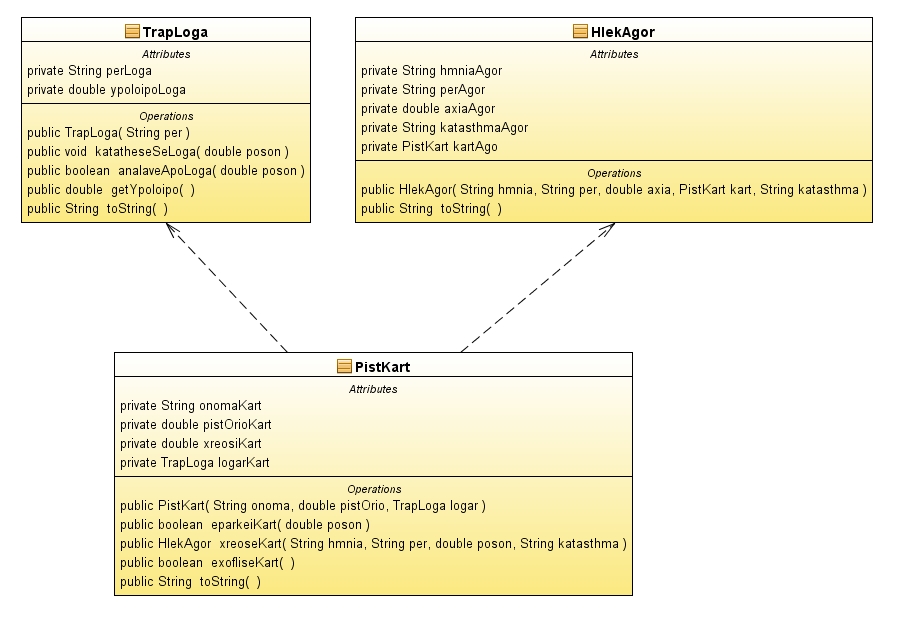 TrapLoga
Attributes
private String perLoga
private double ypoloipoLoga
Operations
public TrapLoga( String per )
public void katatheseSeLoga( double poson )
public boolean analaveApoLoga( double poson )
public double getYpoloipo( )
public String toString( )
HlekAgor
Attributes
private String hmniaAgor
private String perAgor
private double axiaAgor
private String katasthmaAgor
private PistKart kartAgo
Operations
public HlekAgor( String hmnia, String per, double axia, PistKart kart, String katasthma )
public String toString( )
PistKart
Attributes
private String onomaKart
private double pistOrioKart
private double xreosiKart
private TrapLoga logarKart
Operations
public PistKart( String onoma, double pistOrio, TrapLoga logar )
public boolean eparkeiKart( double poson )
public HlekAgor xreoseKart( String hmnia, String per, double poson, String katasthma )
public boolean exofliseKart( )
public String toString( )